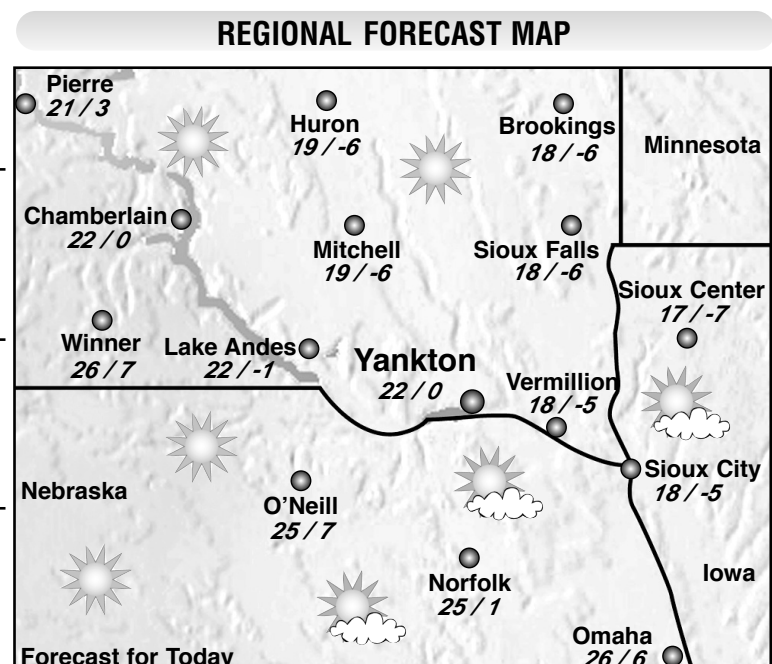 REGIONAL FORECAST MAP
Pierre
21 / 3
Huron
19 / -6
Brookings
18 / -6
Minnesota
Chamberlain
22 / 0
Mitchell
19 / -6
Sioux Falls
18 / -6
Sioux Center
17 / -7
Winner
26 / 7
Lake Andes
22 / -1
Yankton
22 / 0
Vermillion
18 / -5
Sioux City
18 / -5
Nebraska
O'Neill
25 / 7
Norfolk
25 / 1
Iowa
Omaha
26 / 6
Forecast for Today